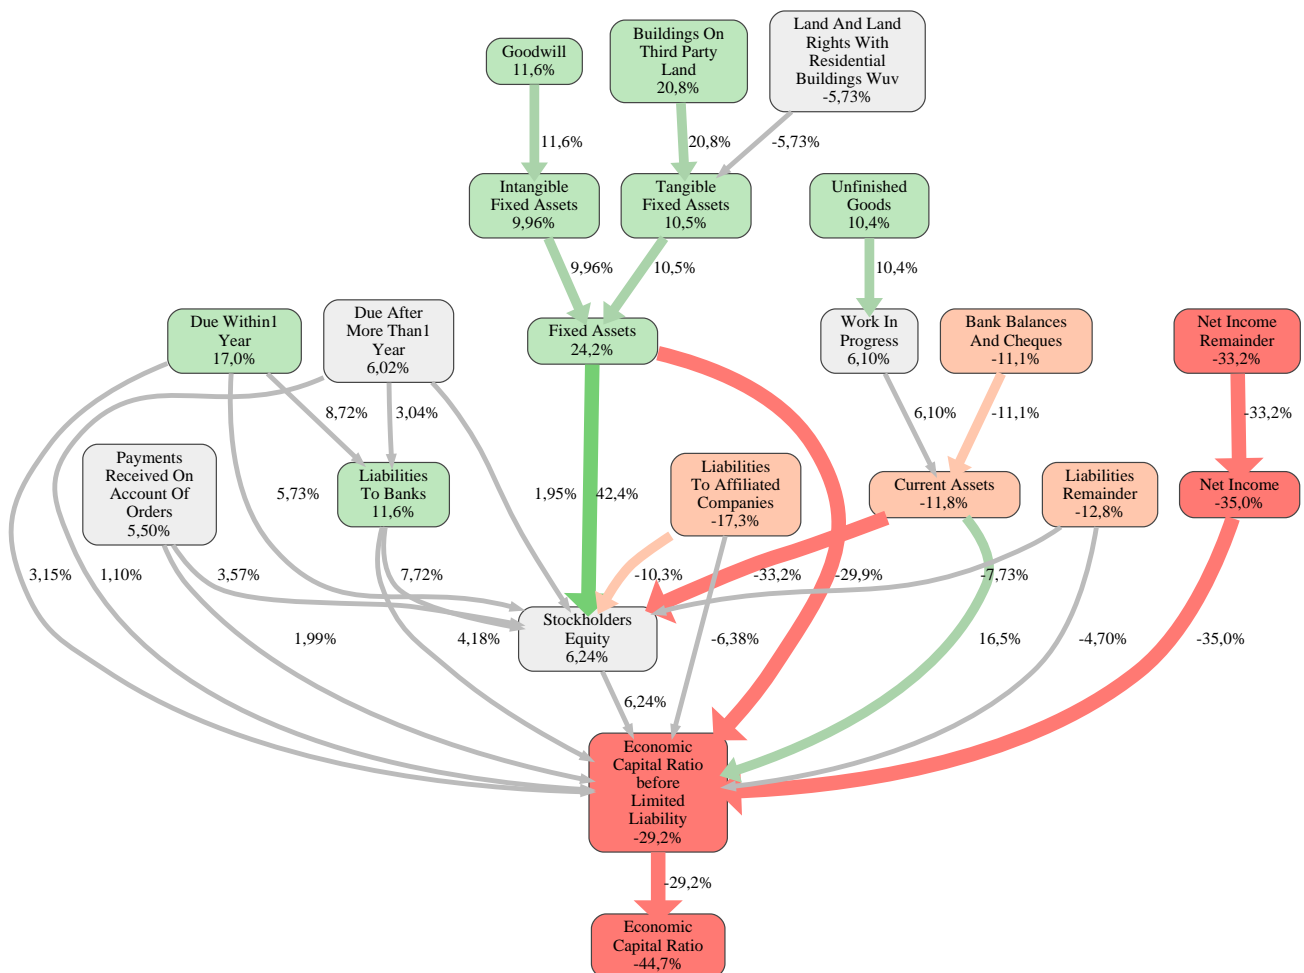 Goodwill
11,6%
Buildings On
Third Party
Land
20,8%
Land And Land
Rights With
Residential
Buildings Wuv
-5,73%
11,6%
20,8%
-5,73%
Intangible
Fixed Assets
9,96%
Tangible
Fixed Assets
10,5%
Unfinished
Goods
10,4%
9,96%
10,5%
10,4%
Due Within1
Year
17,0%
Due After
More Than1
Year
6,02%
Fixed Assets
24,2%
Work In
Progress
6,10%
Bank Balances
And Cheques
-11,1%
Net Income
Remainder
-33,2%
8,72%
3,04%
6,10%
-11,1%
-33,2%
Payments
Received On
Account Of
Orders
5,50%
5,73%
Liabilities
To Banks
11,6%
1,95%
42,4%
Liabilities
To Affiliated
Companies
-17,3%
Current Assets
-11,8%
Liabilities
Remainder
-12,8%
Net Income
-35,0%
3,15%
1,10%
3,57%
7,72%
-10,3%
-33,2%
-29,9%
-7,73%
1,99%
4,18%
Stockholders
Equity
6,24%
-6,38%
16,5%
-4,70%
-35,0%
6,24%
Economic
Capital Ratio
before
Limited
Liability
-29,2%
-29,2%
Economic
Capital Ratio
-44,7%